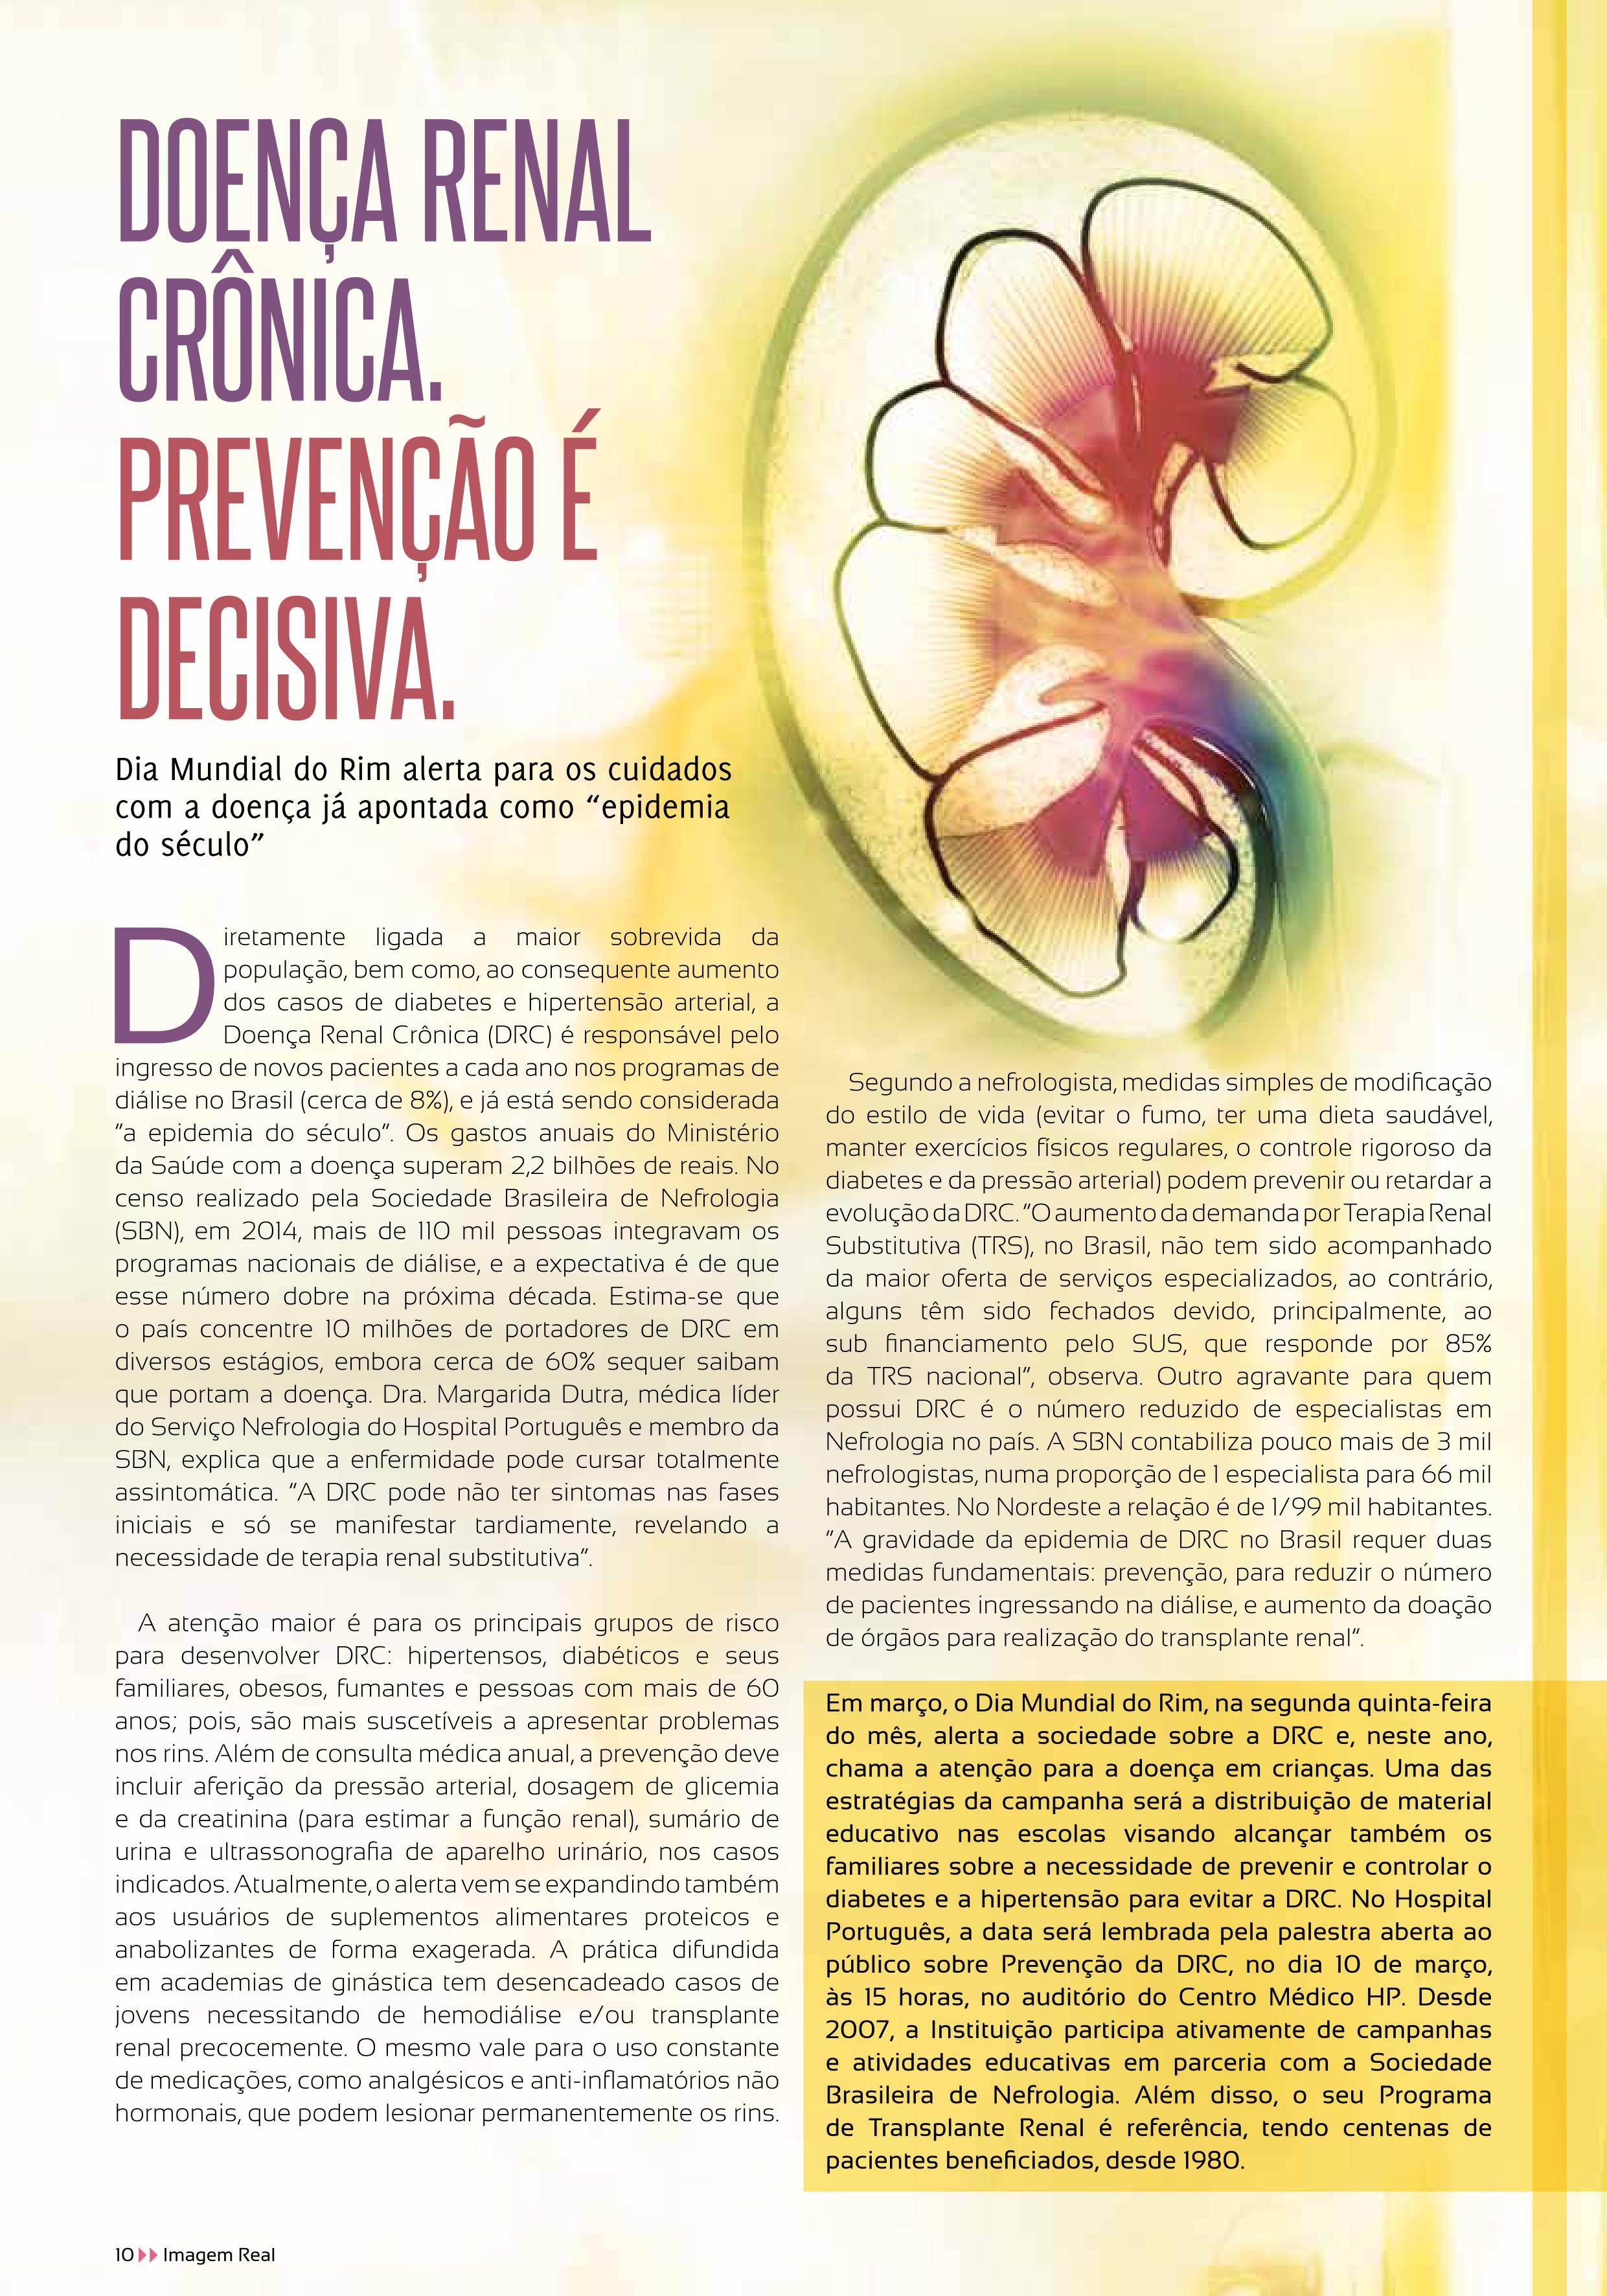 DOENÇA RENAL
CRÔNICA.
PREVENÇÃO É
DECISIVA.
Dia Mundial do Rim alerta para os cuidados
com a doença já apontada como “epidemia
do século”
Diretamente ligada a maior sobrevida da
população, bem como, ao consequente aumento
dos casos de diabetes e hipertensão arterial, a
Doença Renal Crônica (DRC) é responsável pelo
ingresso de novos pacientes a cada ano nos programas de
diálise no Brasil (cerca de 8%), e já está sendo considerada
“a epidemia do século”. Os gastos anuais do Ministério
da Saúde com a doença superam 2,2 bilhões de reais. No
censo realizado pela Sociedade Brasileira de Nefrologia
(SBN), em 2014, mais de 110 mil pessoas integravam os
programas nacionais de diálise, e a expectativa é de que
esse número dobre na próxima década. Estima-se que
o país concentre 10 milhões de portadores de DRC em
diversos estágios, embora cerca de 60% sequer saibam
que portam a doença. Dra. Margarida Dutra, médica líder
do Serviço Nefrologia do Hospital Português e membro da
SBN, explica que a enfermidade pode cursar totalmente
assintomática. “A DRC pode não ter sintomas nas fases
iniciais e só se manifestar tardiamente, revelando a
necessidade de terapia renal substitutiva”.
A atenção maior é para os principais grupos de risco
para desenvolver DRC: hipertensos, diabéticos e seus
familiares, obesos, fumantes e pessoas com mais de 60
anos; pois, são mais suscetíveis a apresentar problemas
nos rins. Além de consulta médica anual, a prevenção deve
incluir aferição da pressão arterial, dosagem de glicemia
e da creatinina (para estimar a função renal), sumário de
urina e ultrassonografia de aparelho urinário, nos casos
indicados. Atualmente, o alerta vem se expandindo também
aos usuários de suplementos alimentares proteicos e
anabolizantes de forma exagerada. A prática difundida
em academias de ginástica tem desencadeado casos de
jovens necessitando de hemodiálise e/ou transplante
renal precocemente. O mesmo vale para o uso constante
de medicações, como analgésicos e anti-inflamatórios não
hormonais, que podem lesionar permanentemente os rins.
Segundo a nefrologista, medidas simples de modificação
do estilo de vida (evitar o fumo, ter uma dieta saudável,
manter exercícios físicos regulares, o controle rigoroso da
diabetes e da pressão arterial) podem prevenir ou retardar a
evolução da DRC. “O aumento da demanda por Terapia Renal
Substitutiva (TRS), no Brasil, não tem sido acompanhado
da maior oferta de serviços especializados, ao contrário,
alguns têm sido fechados devido, principalmente, ao
sub financiamento pelo SUS, que responde por 85%
da TRS nacional”, observa. Outro agravante para quem
possui DRC é o número reduzido de especialistas em
Nefrologia no país. A SBN contabiliza pouco mais de 3 mil
nefrologistas, numa proporção de 1 especialista para 66 mil
habitantes. No Nordeste a relação é de 1/99 mil habitantes.
“A gravidade da epidemia de DRC no Brasil requer duas
medidas fundamentais: prevenção, para reduzir o número
de pacientes ingressando na diálise, e aumento da doação
de órgãos para realização do transplante renal”.
Em março, o Dia Mundial do Rim, na segunda quinta-feira
do mês, alerta a sociedade sobre a DRC e, neste ano,
chama a atenção para a doença em crianças. Uma das
estratégias da campanha será a distribuição de material
educativo nas escolas visando alcançar também os
familiares sobre a necessidade de prevenir e controlar o
diabetes e a hipertensão para evitar a DRC. No Hospital
Português, a data será lembrada pela palestra aberta ao
público sobre Prevenção da DRC, no dia 10 de março,
às 15 horas, no auditório do Centro Médico HP. Desde
2007, a Instituição participa ativamente de campanhas
e atividades educativas em parceria com a Sociedade
Brasileira de Nefrologia. Além disso, o seu Programa
de Transplante Renal é referência, tendo centenas de
pacientes beneficiados, desde 1980.
10 Imagem Real